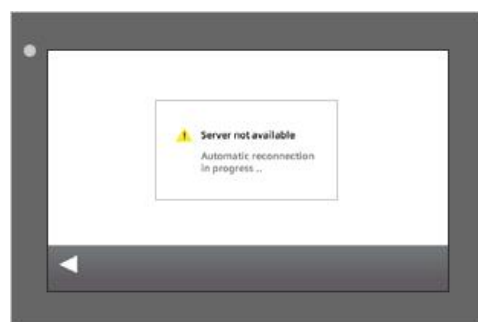 Server not available
Automatic reconnection
in progress ..